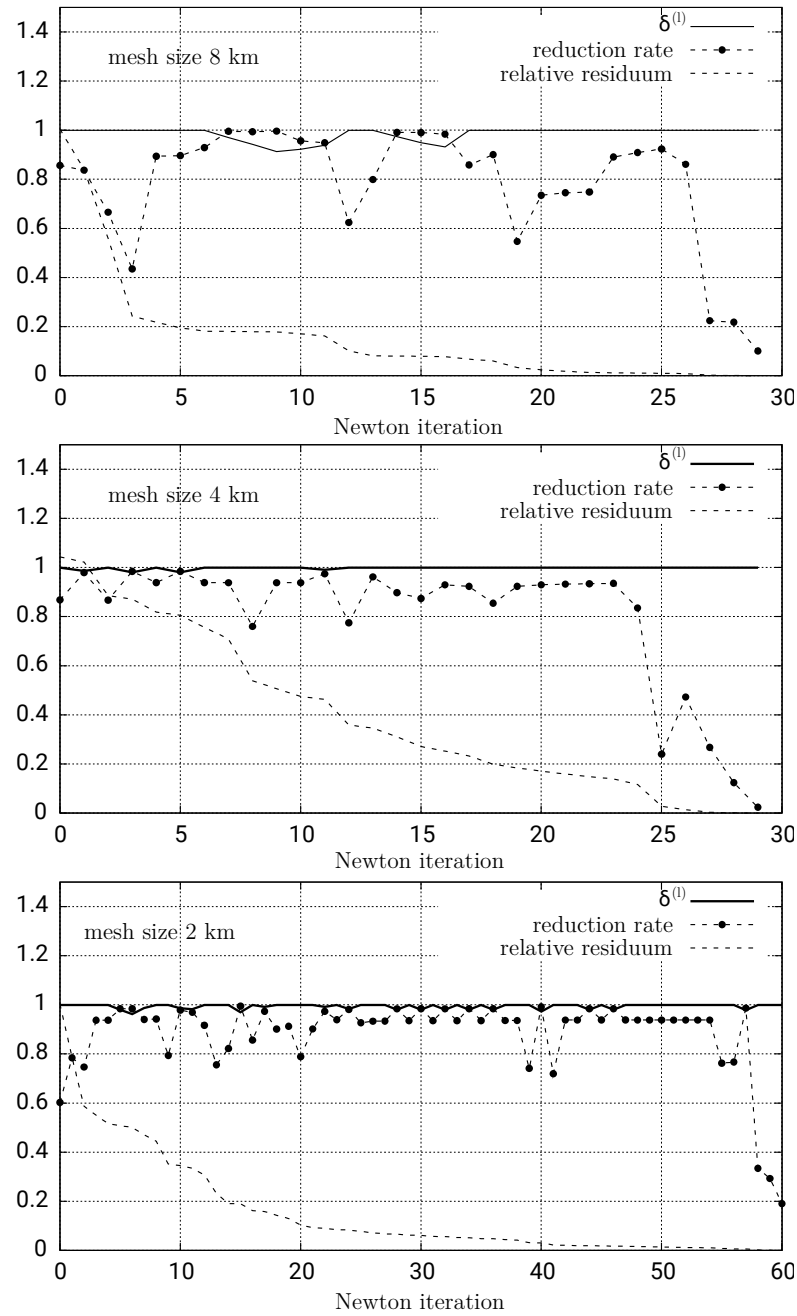 1.4
1.2
1
0.8
0.6
0.4
0.2
0
mesh size 8 km
δ(l)
reduction rate
relative residuum
0 5 10 15 20 25 30
Newton iteration
1.4
1.2
1
0.8
0.6
0.4
0.2
0
mesh size 4 km
δ(l)
reduction rate
relative residuum
0 5 10 15 20 25 30
Newton iteration
1.4
1.2
1
0.8
0.6
0.4
0.2
0
mesh size 2 km
δ(l)
reduction rate
relative residuum
0 10 20 30 40 50 60
Newton iteration